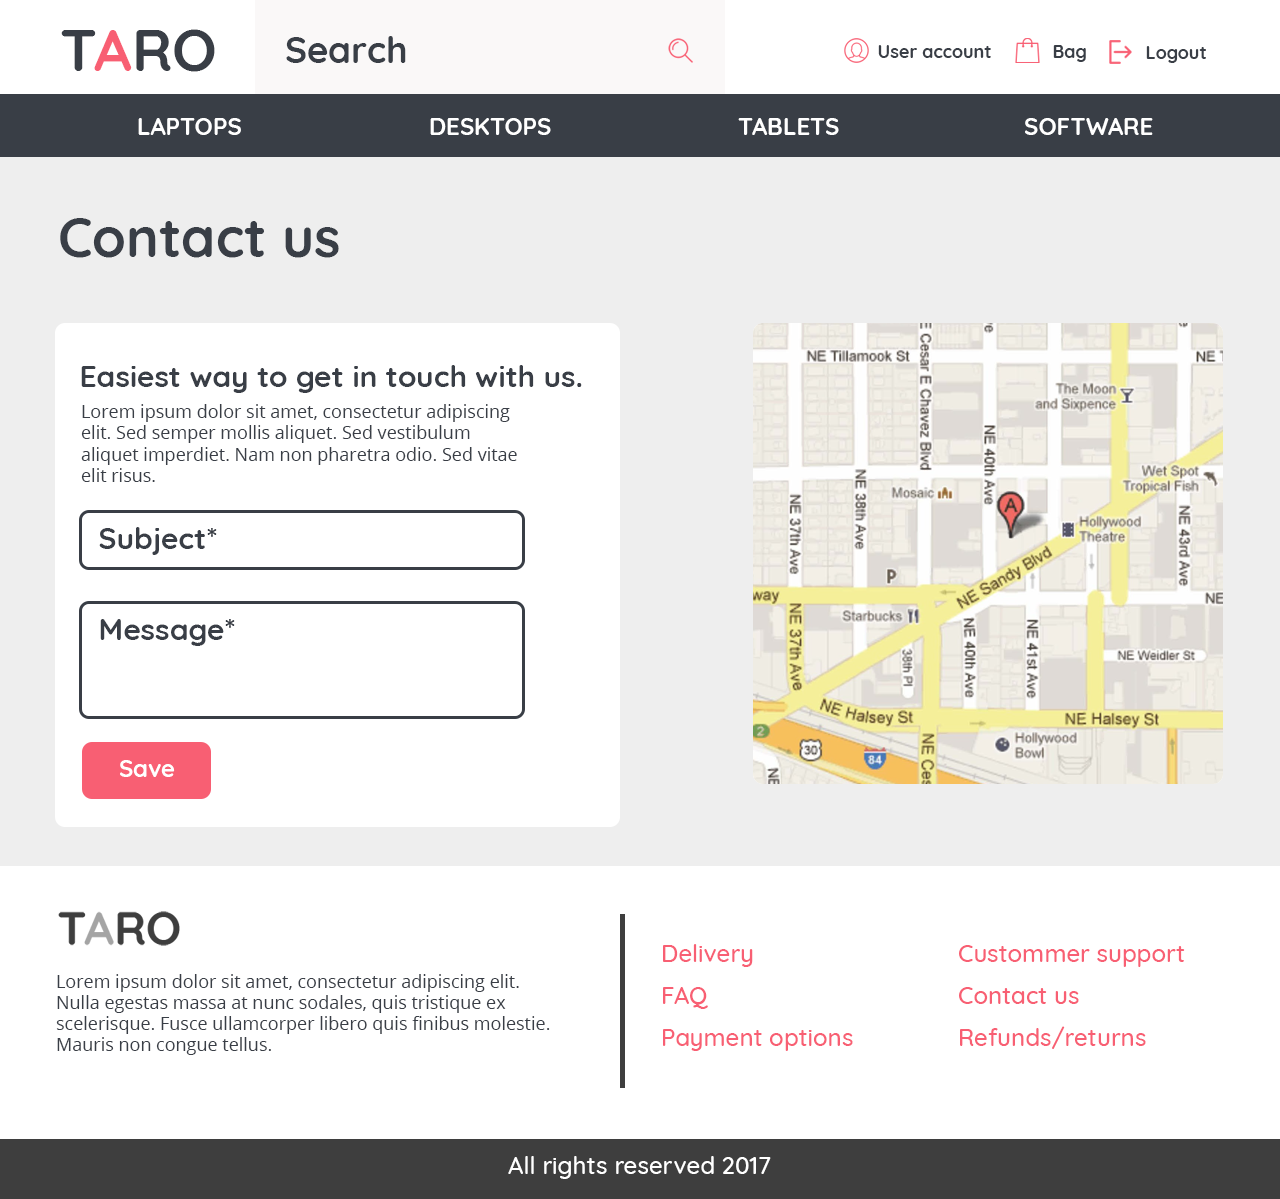 TARO
Search
User account
Bag
Logout
LAPTOPS
DESKTOPS
TABLETS
SOFTWARE
Contact us
Easiest way to get in touch with us.
Lorem ipsum dolor sit amet, consectetur adipiscing
elit. Sed semper mollis aliquet. Sed vestibulum
aliquet imperdiet. Nam non pharetra odio. Sed vitae
elit risus.
Subject*
Message*
Save
NE Tillamook St
NE T
E Cesar E Chavez Blvd
ve
The Moon
and Sixpence
NE 40th Ave
Wet Spot
Tropical Fish
NE 38th Ave
Mosaic
NE 37th Ave
A
Hollywood
Theatre
NE 43rd Ave
P
NE Sandy Blvd
way
NE
Starbucks
NE 37th Ave
38th Pl
NE 40th Ave
NE 41st Ave
NE Weidler St
NE Halsey St
NE Halsey St
2
30
84
NE Ces
Hollywood
Bowl
NE
TARO
Lorem ipsum dolor sit amet, consectetur adipiscing elit.
Nulla egestas massa at nunc sodales, quis tristique ex
scelerisque. Fusce ullamcorper libero quis finibus molestie.
Mauris non congue tellus.
Delivery
FAQ
Payment options
Custommer support
Contact us
Refunds/returns
All rights reserved 2017